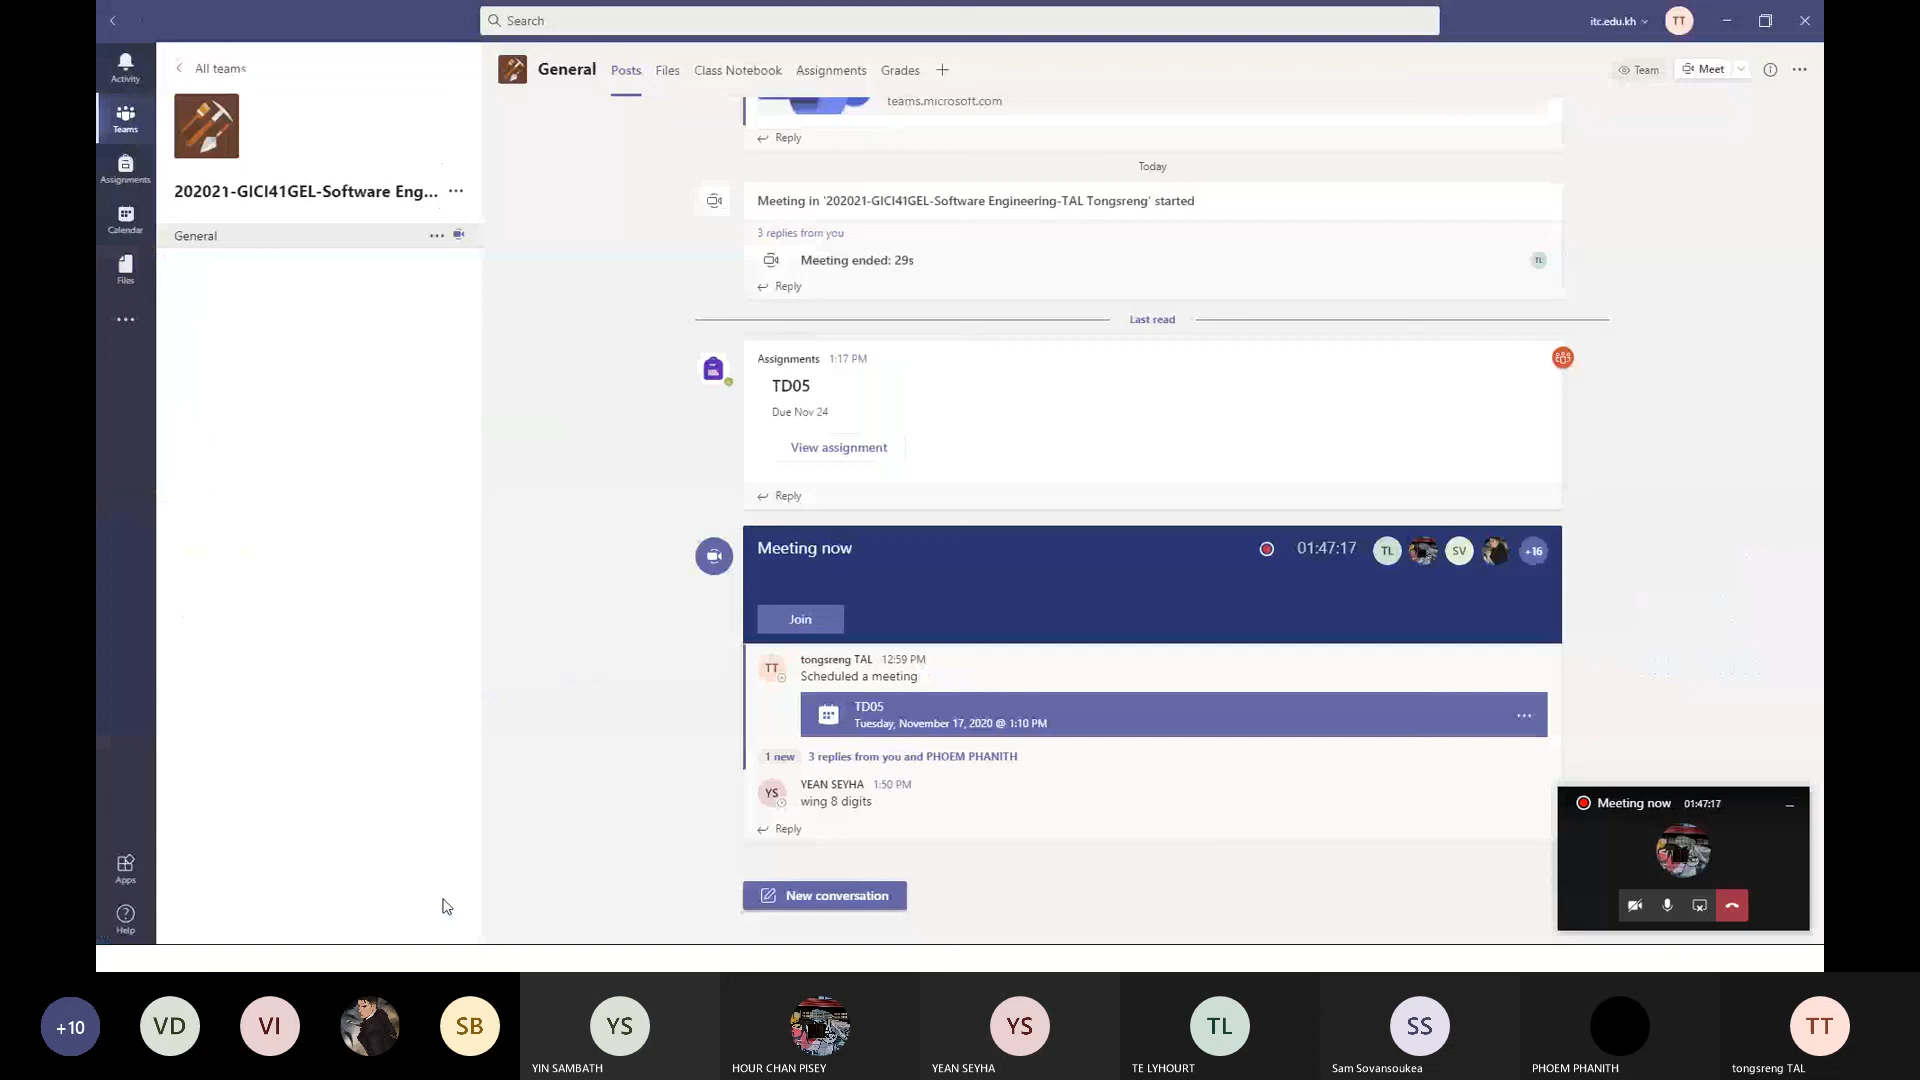 Search
itc.edu.kh
TT
Activity
Teams
Assignments
Calendar
Files
Apps
Help
All teams
202021-GICI41GEL-Software Eng...
General
General
Posts
Files
Class Notebook
Assignments
Grades
Team
Meet
teams.microsoft.com
Reply
Today
Meeting in '202021-GICI41GEL-Software Engineering-TAL Tongsreng' started
3 replies from you
Meeting ended: 29s
TL
Reply
Last read
Assignments 1:17 PM
TD05
Due Nov 24
View assignment
Reply
Meeting now
01:47:17
TL
SV
+16
Join
TT
tongsreng TAL 12:59 PM
Scheduled a meeting
TD05
Tuesday, November 17, 2020 @ 1:10 PM
1 new 3 replies from you and PHOEM PHANITH
YS
YEAN SEYHA 1:50 PM
wing 8 digits
Reply
New conversation
Meeting now 01:47:17
+10
VD
VI
SB
YS
YIN SAMBATH
HOUR CHAN PISEY
YS
YEAN SEYHA
TL
TE LYHOURT
SS
Sam Sovansoukea
PHOEM PHANITH
TT
tongsreng TAL